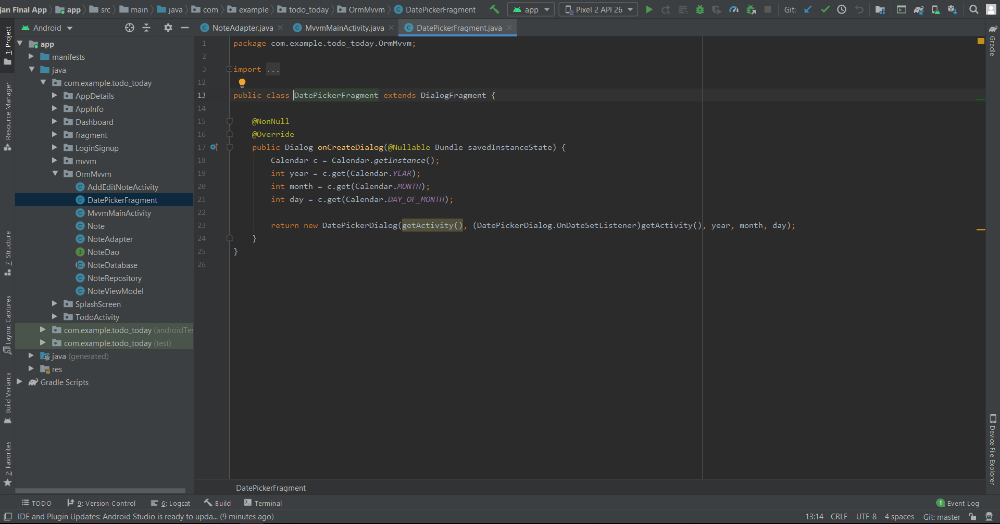 jan Final App app src main java com example todo_today OrmMvvm DatePickerFragment app Pixel 2 API 26 Git:
Android
NoteAdapter.java MvvmMainActivity.java DatePickerFragment.java
1: Project
Resource Manager
7: Structure
Layout Captures
Build Variants
2: Favorites
app
manifests
java
com.example.todo_today
AppDetails
AppInfo
Dashboard
fragment
LoginSignup
mvvm
OrmMvvm
AddEditNoteActivity
DatePickerFragment
MvvmMainActivity
Note
NoteAdapter
NoteDao
NoteDatabase
NoteRepository
NoteViewModel
SplashScreen
TodoActivity
com.example.todo_today (androidTes
com.example.todo_today (test)
java (generated)
res
Gradle Scripts
1 package com.example.todo_today.OrmMvvm;
2
3 import ...
12
13 public class DatePickerFragment extends DialogFragment {
14
15 @NonNull
16 @Override
17 public Dialog onCreateDialog(@Nullable Bundle savedInstanceState) {
18 Calendar c = Calendar.getInstance();
19 int year = c.get(Calendar.YEAR);
20 int month = c.get(Calendar.MONTH);
21 int day = c.get(Calendar.DAY_OF_MONTH);
22
23 return new DatePickerDialog(getActivity(), (DatePickerDialog.OnDateSetListener)getActivity(), year, month, day);
24 }
25 }
26
Gradle
Device File Explorer
DatePickerFragment
TODO 9: Version Control 6: Logcat Build Terminal 1 Event Log
IDE and Plugin Updates: Android Studio is ready to upda... (9 minutes ago) 13:14 CRLF UTF-8 4 spaces Git: master